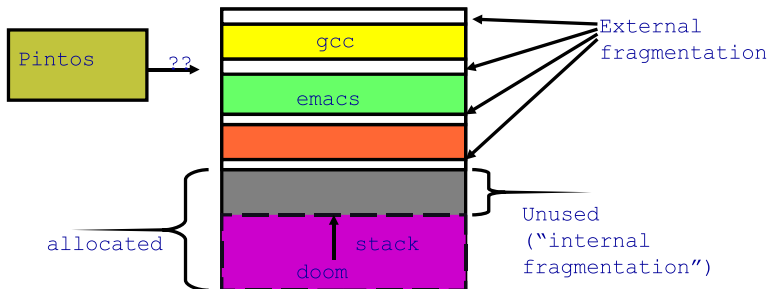 gcc
External
fragmentation
Pintos
??
emacs
Unused
(“internal
fragmentation”)
allocated
stack
doom